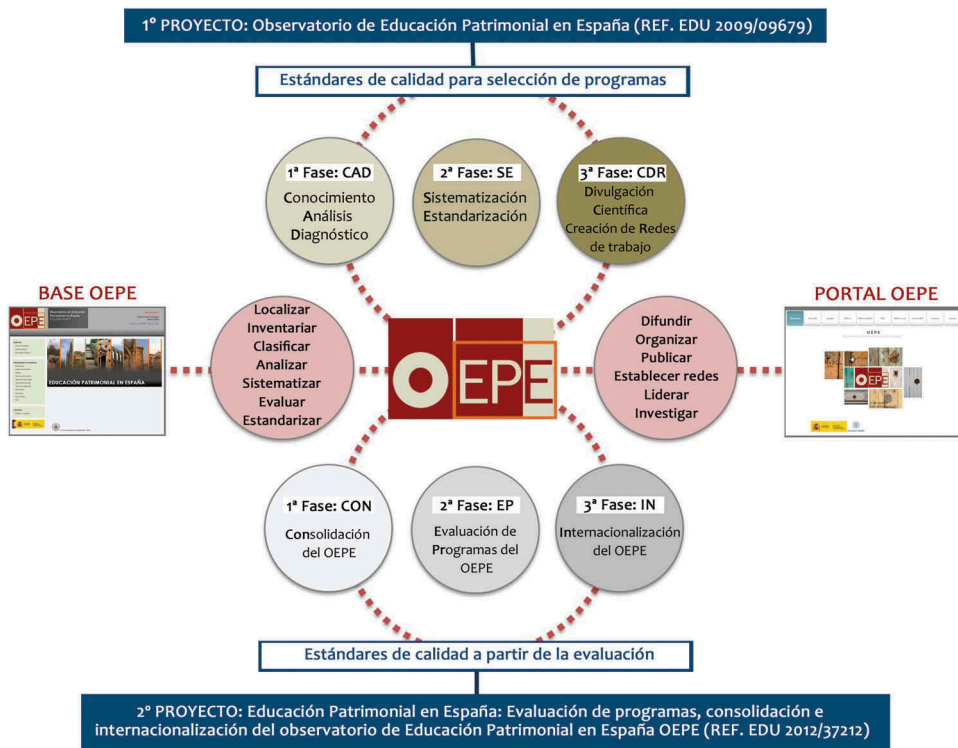 1º PROYECTO: Observatorio de Educación Patrimonial en España (REF. EDU 2009/09679)
Estándares de calidad para selección de programas
1ª Fase: CAD
Conocimiento
Análisis
Diagnóstico
2ª Fase: SE
Sistematización
Estandarización
3ª Fase: CDR
Divulgación
Científica
Creación de Redes
de trabajo
BASE OEPE
OEPE
EDUCACIÓN PATRIMONIAL EN ESPAÑA
Localizar
Inventariar
Clasificar
Analizar
Sistematizar
Evaluar
Estandarizar
OEPE
Difundir
Organizar
Publicar
Establecer redes
Liderar
Investigar
PORTAL OEPE
OEPE
OEPE
1ª Fase: CON
Consolidación
del OEPE
2ª Fase: EP
Evaluación de
Programas del
OEPE
3ª Fase: IN
Internacionalización
del OEPE
Estándares de calidad a partir de la evaluación
2º PROYECTO: Educación Patrimonial en España: Evaluación de programas, consolidación e
internacionalización del observatorio de Educación Patrimonial en España OEPE (REF. EDU 2012/37212)